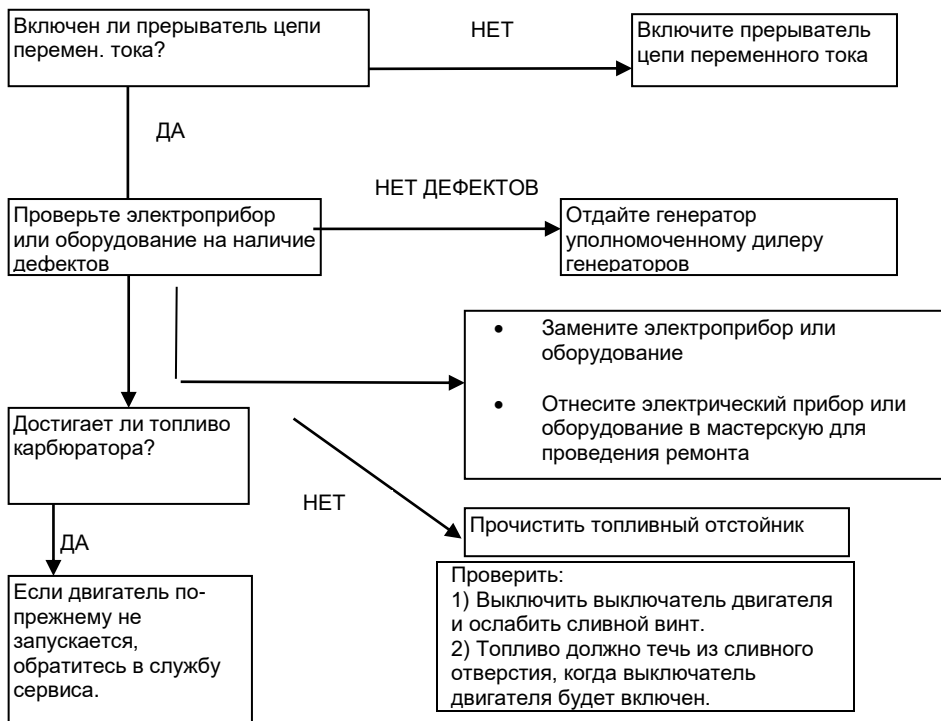 Включен ли прерыватель цепи
перемен. тока?
НЕТ
Включите прерыватель
цепи переменного тока
ДА
НЕТ ДЕФЕКТОВ
Проверьте электроприбор
или оборудование на наличие
дефектов
Отдайте генератор
уполномоченному дилеру
генераторов
• Замените электроприбор или
оборудование
• Отнесите электрический прибор или
оборудование в мастерскую для
проведения ремонта
Достигает ли топливо
карбюратора?
НЕТ
Прочистить топливный отстойник
ДА
Проверить:
1) Выключить выключатель двигателя
и ослабить сливной винт.
2) Топливо должно течь из сливного
отверстия, когда выключатель
двигателя будет включен.
Если двигатель по-
прежнему не
запускается,
обратитесь в службу
сервиса.